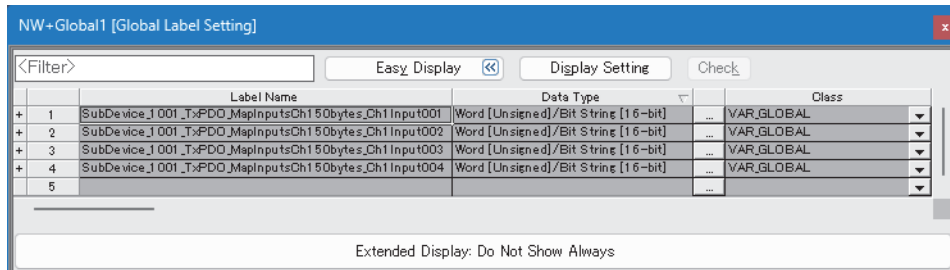 NW+Global1 [Global Label Setting]
x
<Filter>
Easy Display
Display Setting
Check
Label Name Data Type Class
+ 1 SubDevice_1001_TxPDO_MapInputsCh150bytes_Ch1Input001 Word [Unsigned]/Bit String [16-bit] ... VAR_GLOBAL
+ 2 SubDevice_1001_TxPDO_MapInputsCh150bytes_Ch1Input002 Word [Unsigned]/Bit String [16-bit] ... VAR_GLOBAL
+ 3 SubDevice_1001_TxPDO_MapInputsCh150bytes_Ch1Input003 Word [Unsigned]/Bit String [16-bit] ... VAR_GLOBAL
+ 4 SubDevice_1001_TxPDO_MapInputsCh150bytes_Ch1Input004 Word [Unsigned]/Bit String [16-bit] ... VAR_GLOBAL
5 ...
Extended Display: Do Not Show Always